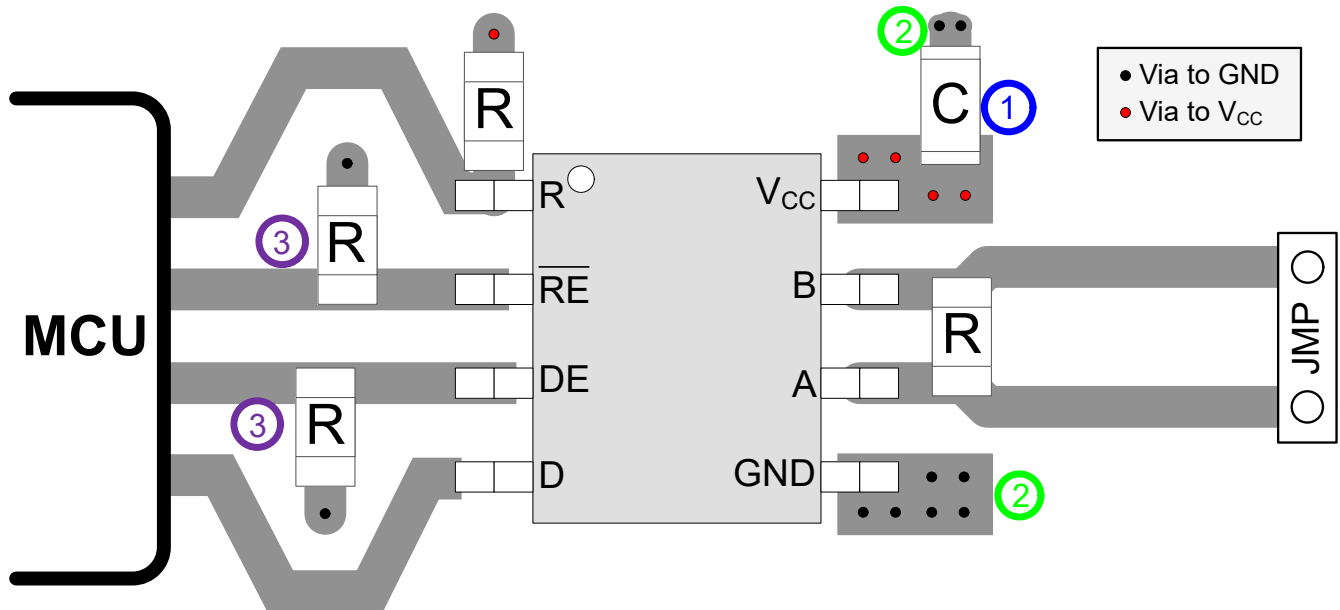 2
C
1
• Via to GND
• Via to VCC
R
R
VCC
3
R
RE
B
MCU
R
JMP
DE
A
3
R
D
GND
2